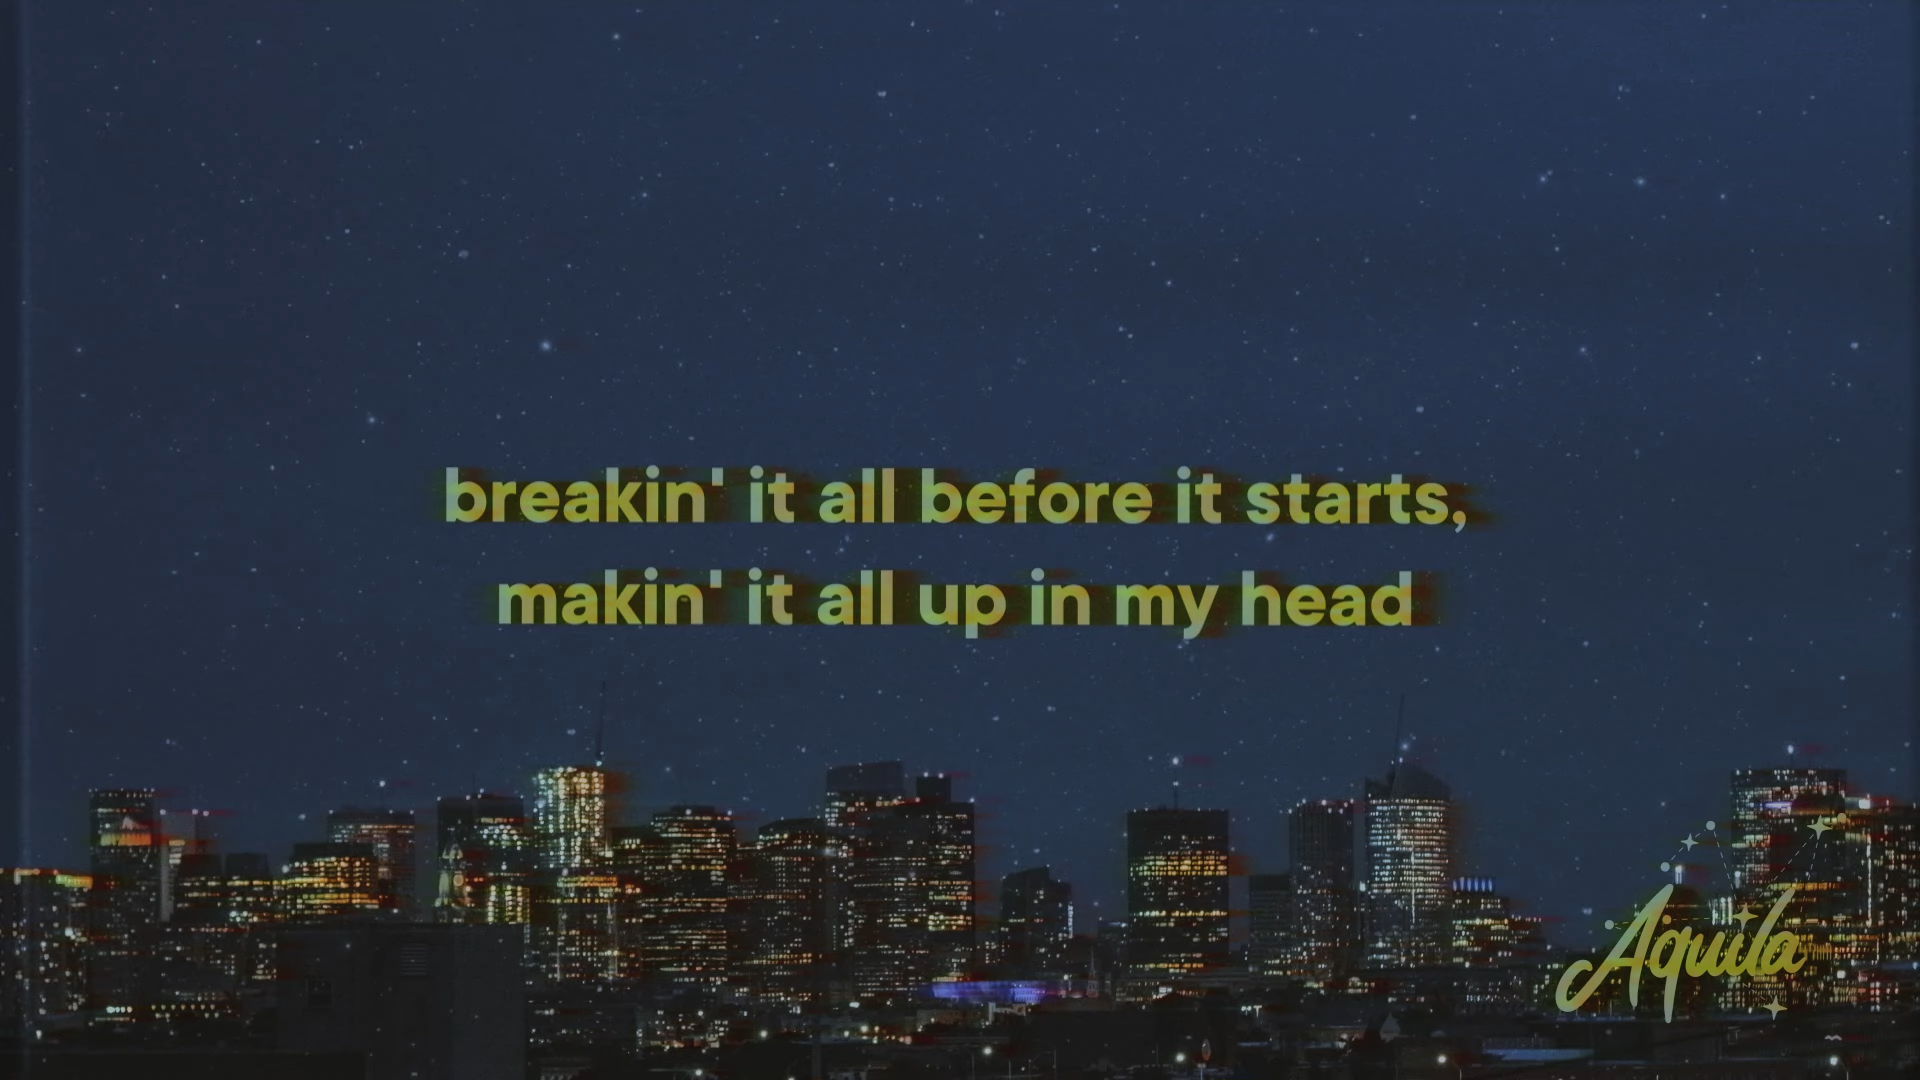 breakin' it all before it starts,
makin' it all up in my head
Aquila